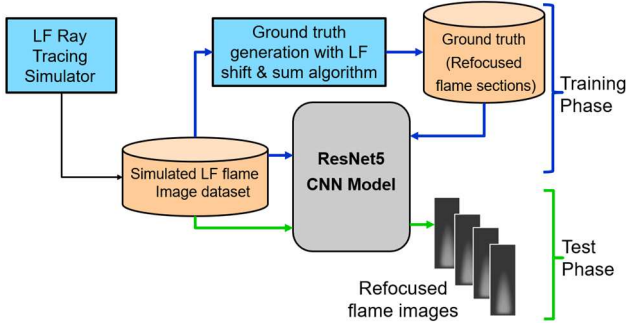 LF Ray
Tracing
Simulator
Ground truth
generation with LF
shift & sum algorithm
Ground truth
(Refocused
flame sections)
Training
Phase
Simulated LF flame
Image dataset
ResNet5
CNN Model
Test
Phase
Refocused
flame images